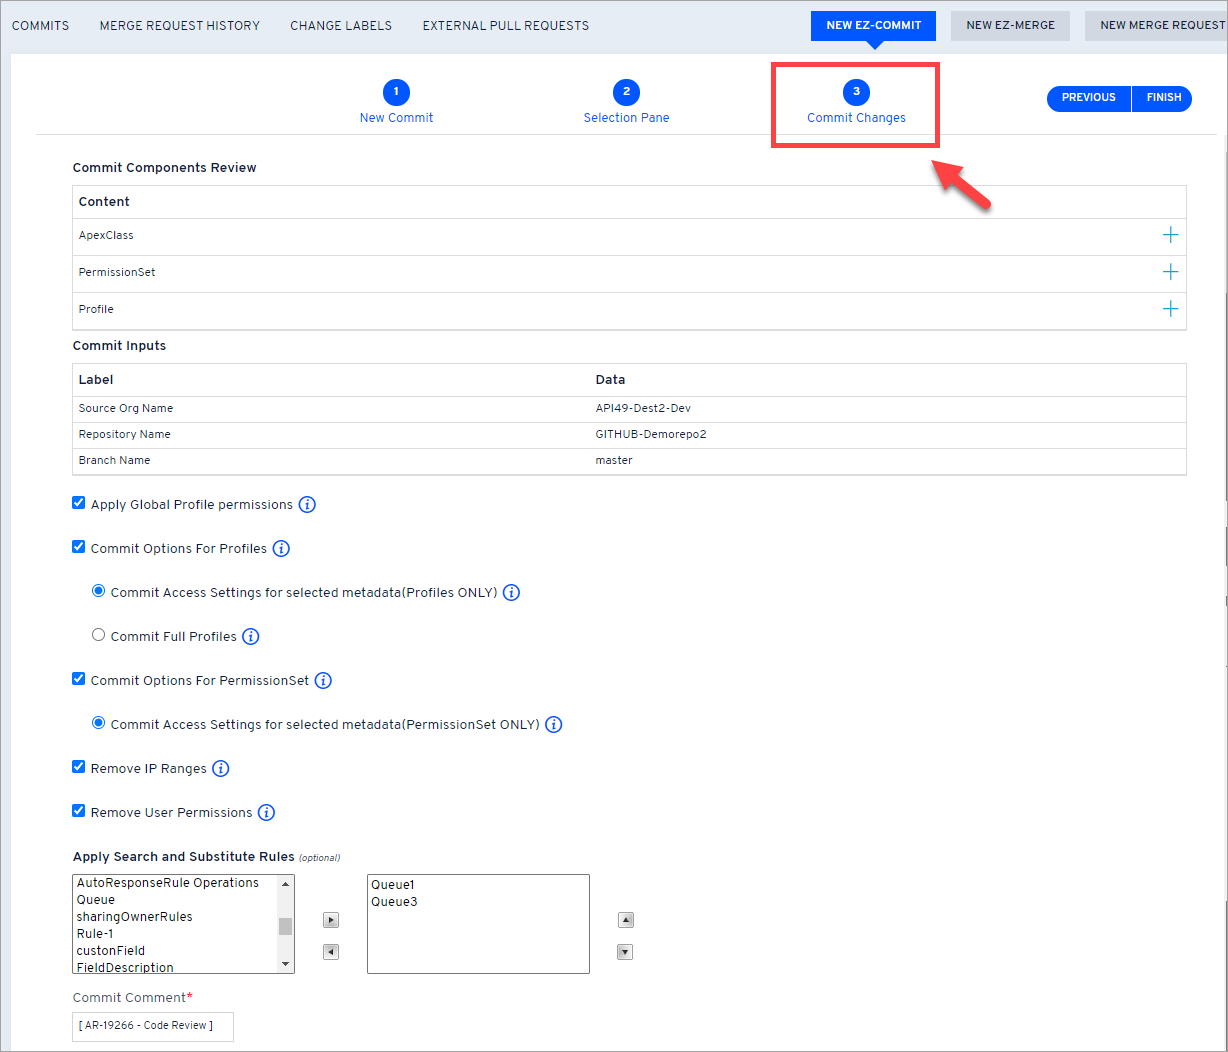 COMMITS MERGE REQUEST HISTORY CHANGE LABELS EXTERNAL PULL REQUESTS NEW EZ-COMMIT NEW EZ-MERGE NEW MERGE REQUEST
1 2 3
New Commit Selection Pane Commit Changes
PREVIOUS FINISH
Commit Components Review
Content
ApexClass
PermissionSet
Profile
Commit Inputs
Label Data
Source Org Name API49-Dest2-Dev
Repository Name GITHUB-Demorepo2
Branch Name master
Apply Global Profile permissions i
Commit Options For Profiles i
Commit Access Settings for selected metadata(Profiles ONLY) i
Commit Full Profiles i
Commit Options For PermissionSet i
Commit Access Settings for selected metadata(PermissionSet ONLY) i
Remove IP Ranges i
Remove User Permissions i
Apply Search and Substitute Rules (optional)
AutoResponseRule Operations
Queue
sharingOwnerRules
Rule-1
custonField
FieldDescription
Queue1
Queue3
Commit Comment*
[ AR-19266 - Code Review ]